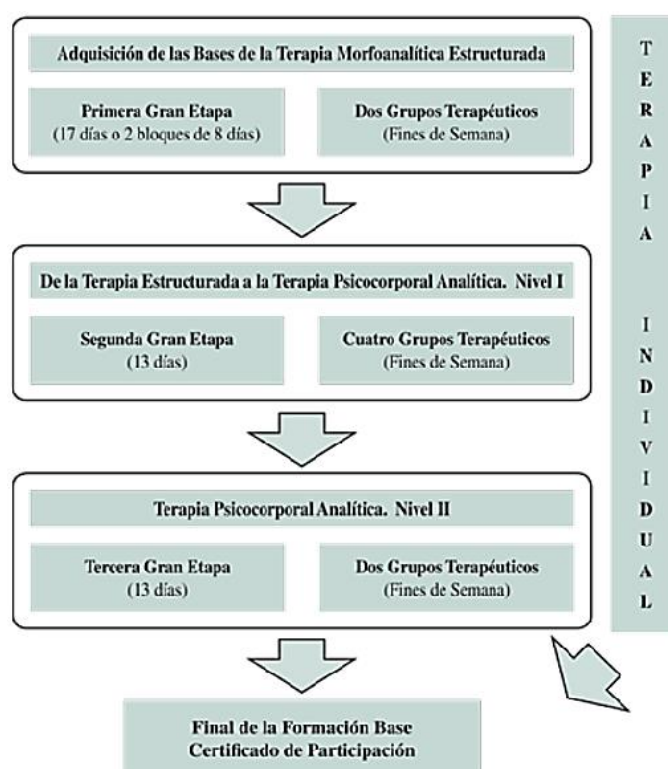 Adquisición de las Bases de la Terapia Morfoanalítica Estructurada
Primera Gran Etapa
(17 días o 2 bloques de 8 días)
Dos Grupos Terapéuticos
(Fines de Semana)
De la Terapia Estructurada a la Terapia Psicocorporal Analítica. Nivel I
Segunda Gran Etapa
(13 días)
Cuatro Grupos Terapéuticos
(Fines de Semana)
Terapia Psicocorporal Analítica. Nivel II
Tercera Gran Etapa
(13 días)
Dos Grupos Terapéuticos
(Fines de Semana)
Final de la Formación Base
Certificado de Participación
TERAPIA INDIVIDUAL